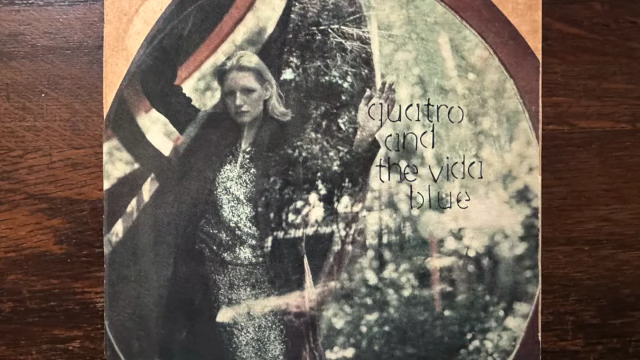 quatro
and
the vida
blue